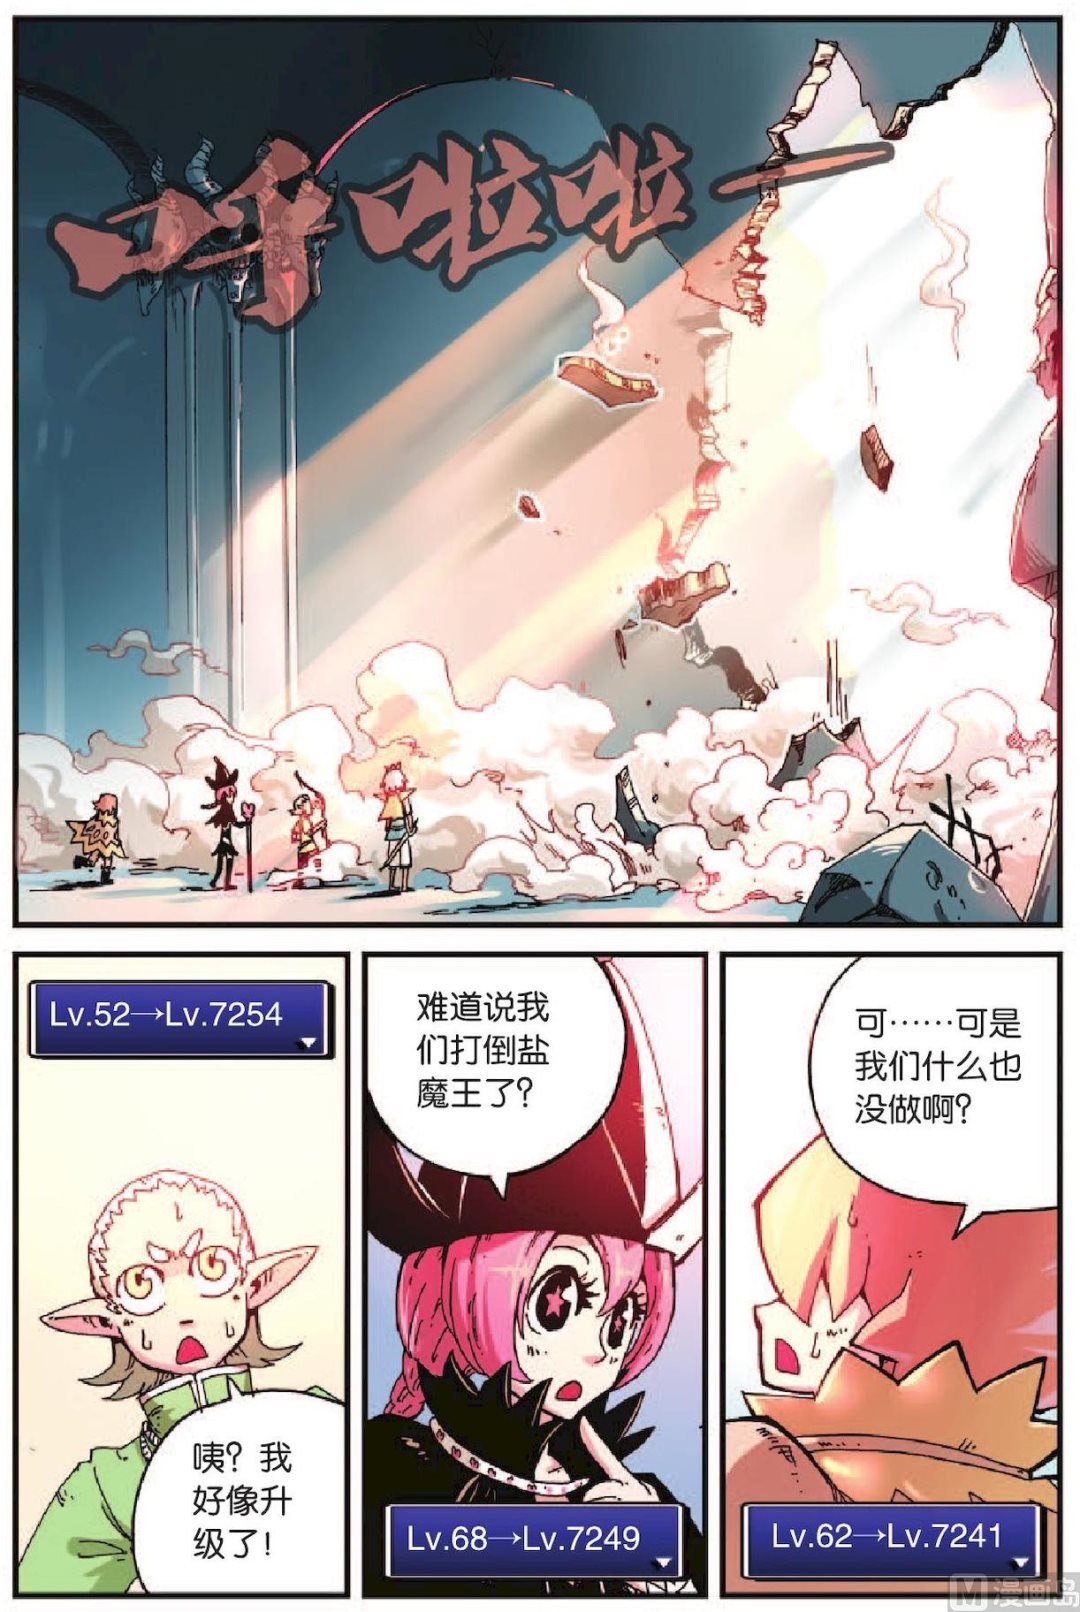 呼啦啦—
Lv.52→Lv.7254
咦？我
好像升
级了！
难道说我
们打倒盐
魔王了？
Lv.68→Lv.7249
可……可是
我们什么也
没做啊？
Lv.62→Lv.7241
M 漫画岛